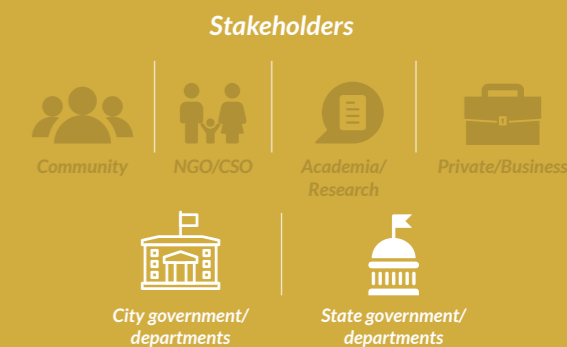 Stakeholders
Community
NGO/CSO
Academia/
Research
Private/Business
City government/
departments
State government/
departments